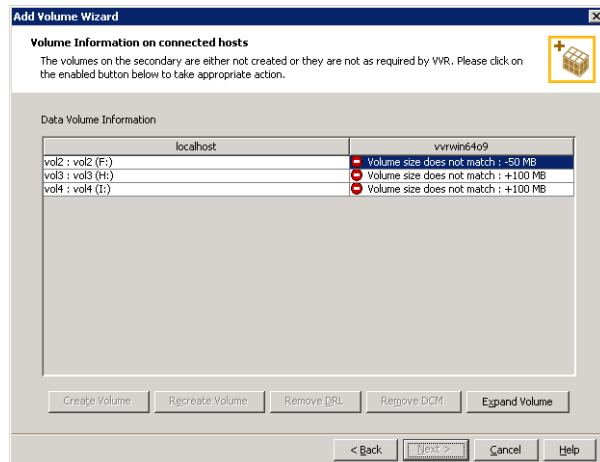 Add Volume Wizard
Volume Information on connected hosts
The volumes on the secondary are either not created or they are not as required by VVR. Please click on
the enabled button below to take appropriate action.
Data Volume Information
localhost vvrwin64o9
vol2 : vol2 (F:) Volume size does not match : -50 MB
vol3 : vol3 (H:) Volume size does not match : +100 MB
vol4 : vol4 (I:) Volume size does not match : +100 MB
Create Volume Recreate Volume Remove DRL Remove DCM Expand Volume
< Back Next > Cancel Help